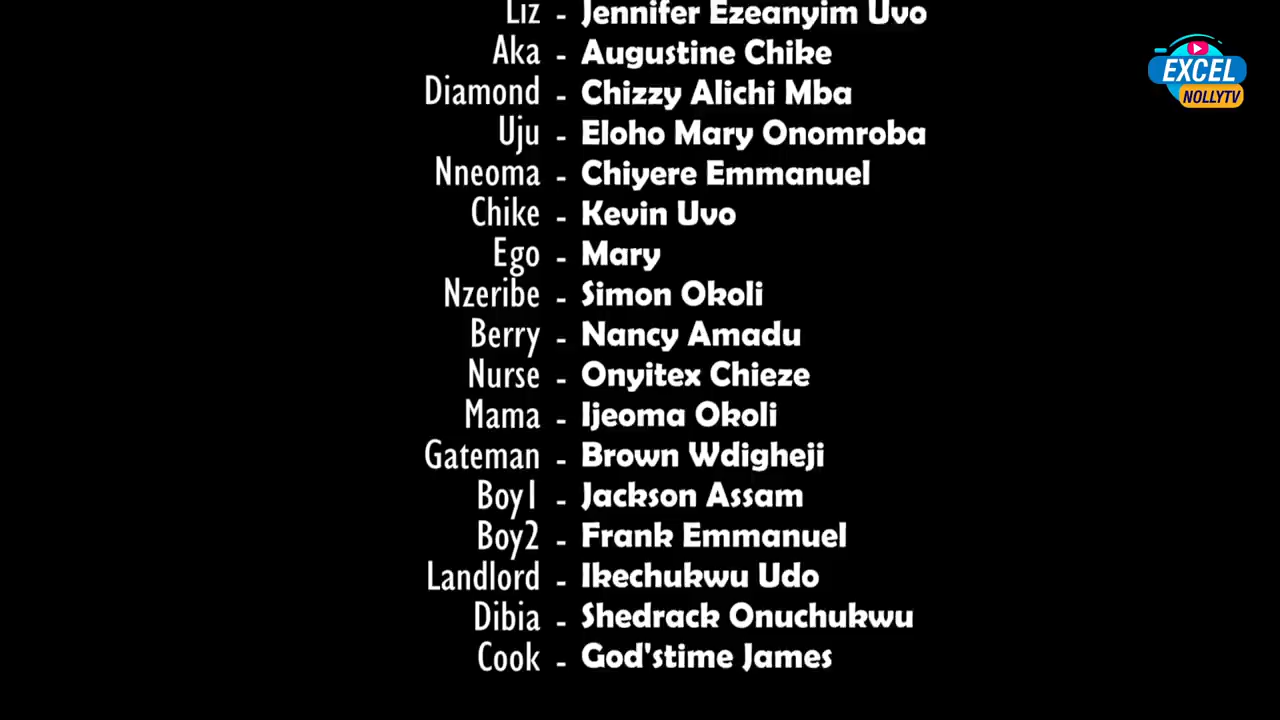 Liz - Jennifer Ezeanyim Uvo
Aka - Augustine Chike
Diamond - Chizzy Alichi Mba
Uju - Eloho Mary Onomroba
Nneoma - Chiyere Emmanuel
Chike - Kevin Uvo
Ego - Mary
Nzeribe - Simon Okoli
Berry - Nancy Amadu
Nurse - Onyitex Chieze
Mama - Ijeoma Okoli
Gateman - Brown Wdigheji
Boy1 - Jackson Assam
Boy2 - Frank Emmanuel
Landlord - Ikechukwu Udo
Dibia - Shedrack Onuchukwu
Cook - God'stime James
EXCEL
NOLLYTV